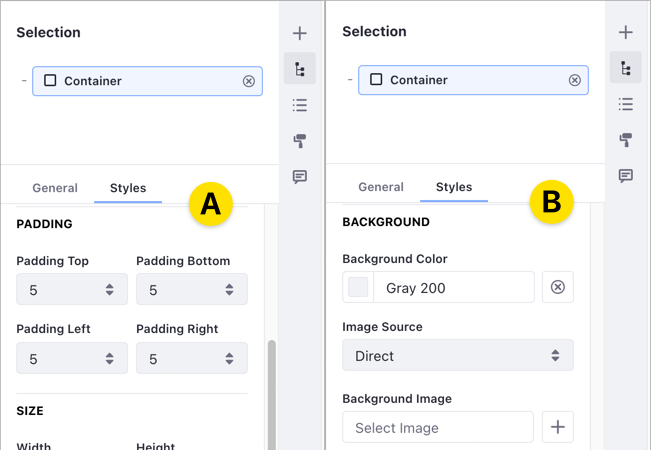 Selection
- Container
General Styles
A
PADDING
Padding Top Padding Bottom
5 5
Padding Left Padding Right
5 5
SIZE
Width Height
Selection
- Container
General Styles
B
BACKGROUND
Background Color
Gray 200
Image Source
Direct
Background Image
Select Image